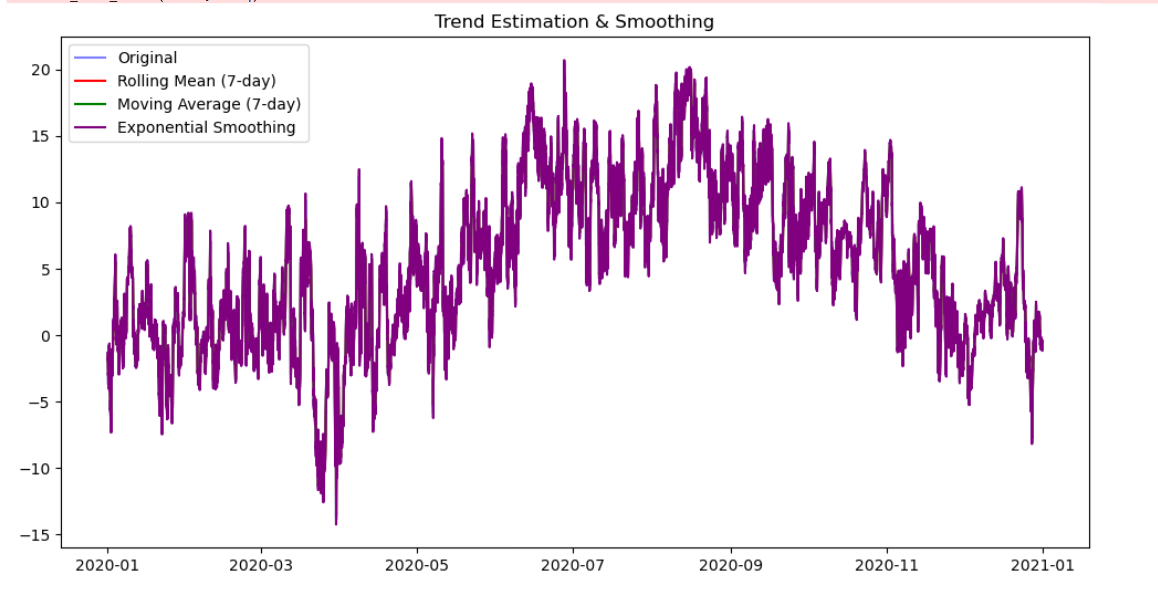 Trend Estimation & Smoothing
Original
Rolling Mean (7-day)
Moving Average (7-day)
Exponential Smoothing
20
15
10
5
0
−5
−10
−15
2020-01 2020-03 2020-05 2020-07 2020-09 2020-11 2021-01